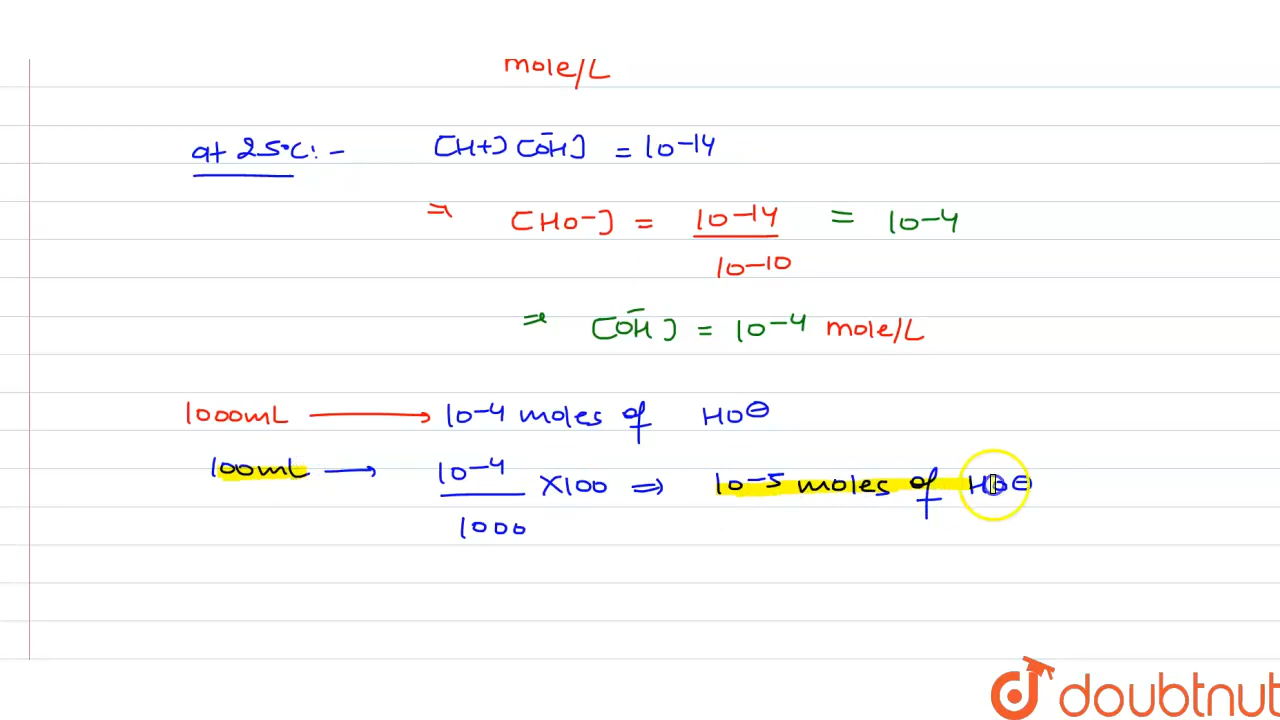 mole/L
at 25°C:- [H+] [OH̄] = 10-14
⇒ [HO-] = 10-14 / 10-10 = 10-4
⇒ [OH̄] = 10-4 mole/L
1000mL → 10-4 moles of HO⊖
100mL → 10-4 / 1000 X100 ⇒ 10-5 moles of HO⊖
doubtnut